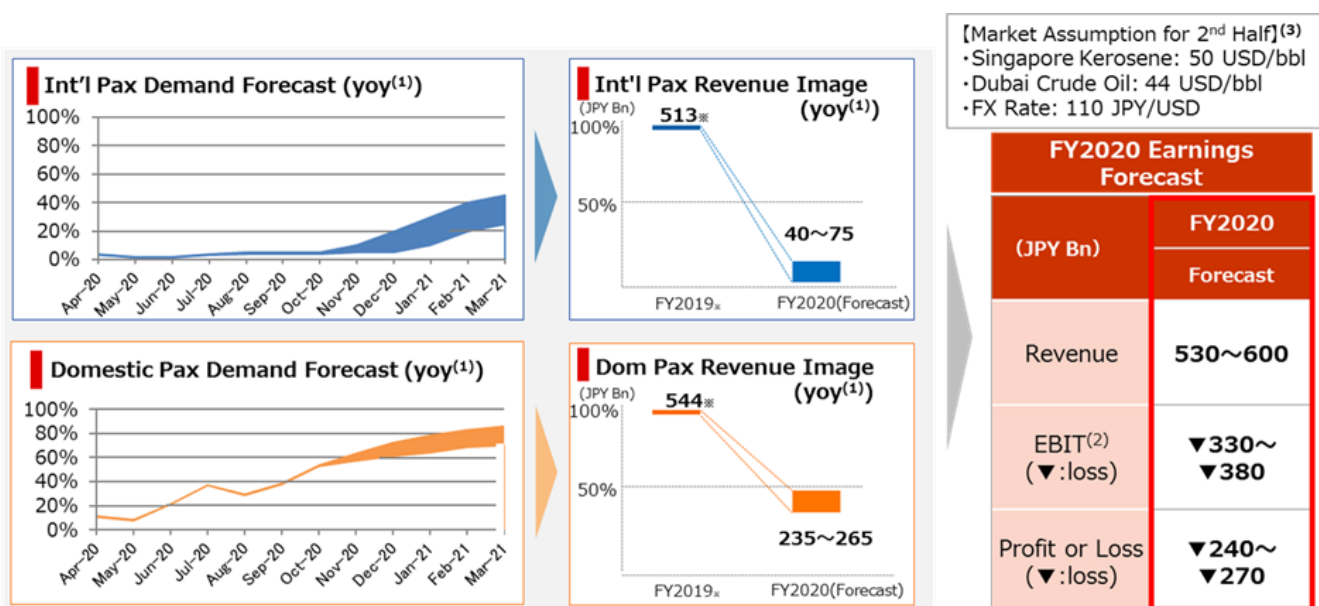 Int'l Pax Demand Forecast (yoy(1))
100%
80%
60%
40%
20%
0%
Apr-20
May-20
Jun-20
Jul-20
Aug-20
Sep-20
Oct-20
Nov-20
Dec-20
Jan-21
Feb-21
Mar-21
Int'l Pax Revenue Image
(JPY Bn)
(yoy(1))
513※
100%
50%
40～75
FY2019※
FY2020(Forecast)
Domestic Pax Demand Forecast (yoy(1))
100%
80%
60%
40%
20%
0%
Apr-20
May-20
Jun-20
Jul-20
Aug-20
Sep-20
Oct-20
Nov-20
Dec-20
Jan-21
Feb-21
Mar-21
Dom Pax Revenue Image
(JPY Bn)
(yoy(1))
544※
100%
50%
235～265
FY2019※
FY2020(Forecast)
【Market Assumption for 2nd Half】(3)
・Singapore Kerosene: 50 USD/bbl
・Dubai Crude Oil: 44 USD/bbl
・FX Rate: 110 JPY/USD
FY2020 Earnings
Forecast
(JPY Bn)
FY2020
Forecast
Revenue
530～600
EBIT(2)
(▼:loss)
▼330～
▼380
Profit or Loss
(▼:loss)
▼240～
▼270